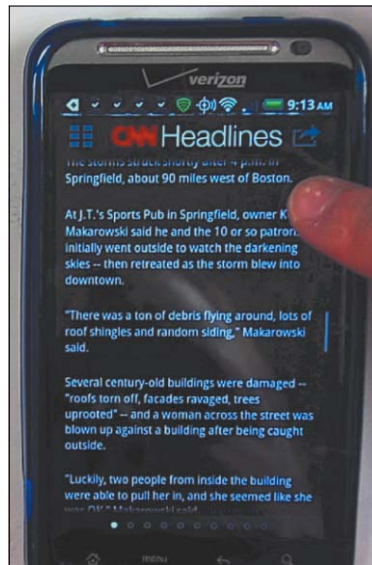 verizon
9:13 AM
CNN Headlines
The storms struck shortly after 4 p.m. in
Springfield, about 90 miles west of Boston.
At J.T.'s Sports Pub in Springfield, owner K
Makarowski said he and the 10 or so patron
initially went outside to watch the darkening
skies -- then retreated as the storm blew into
downtown.
"There was a ton of debris flying around, lots of
roof shingles and random siding," Makarowski
said.
Several century-old buildings were damaged --
"roofs torn off, facades ravaged, trees
uprooted" -- and a woman across the street was
blown up against a building after being caught
outside.
"Luckily, two people from inside the building
were able to pull her in, and she seemed like she
was OK," Makarowski said
menu